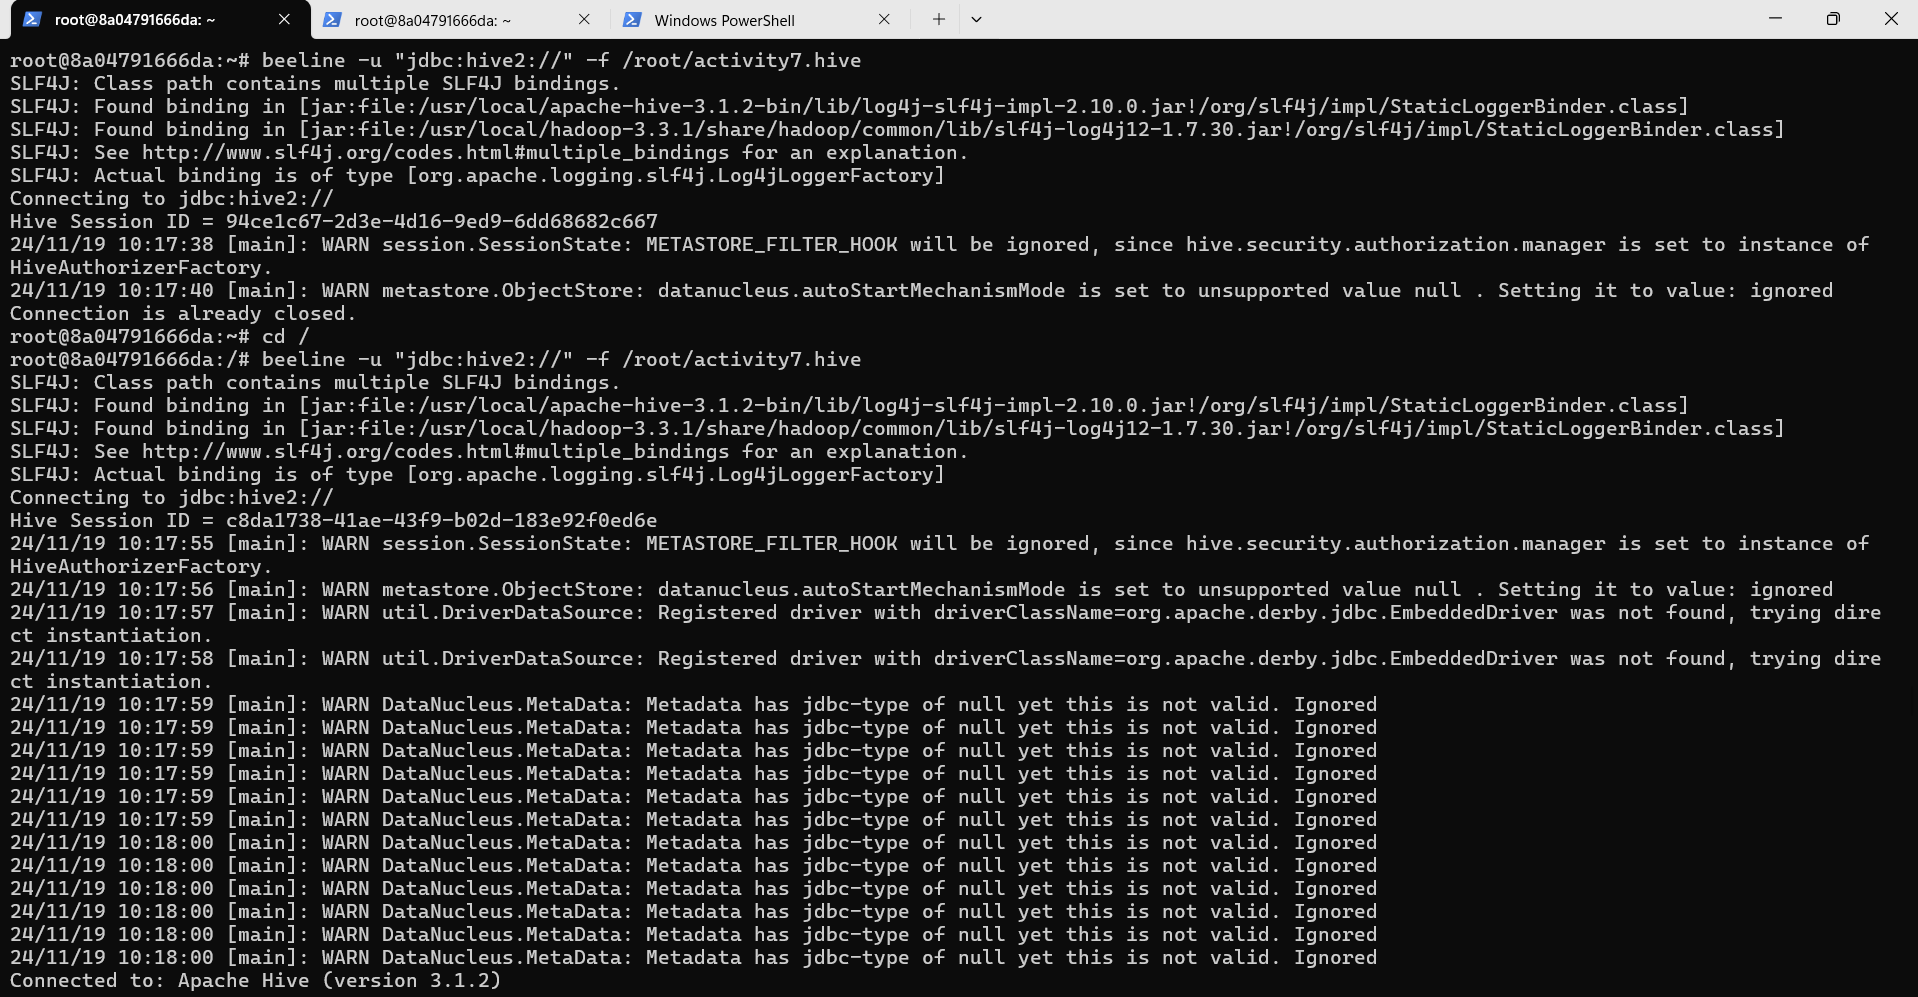 root@8a04791666da: ~
root@8a04791666da: ~
Windows PowerShell
root@8a04791666da:~# beeline -u "jdbc:hive2://" -f /root/activity7.hive
SLF4J: Class path contains multiple SLF4J bindings.
SLF4J: Found binding in [jar:file:/usr/local/apache-hive-3.1.2-bin/lib/log4j-slf4j-impl-2.10.0.jar!/org/slf4j/impl/StaticLoggerBinder.class]
SLF4J: Found binding in [jar:file:/usr/local/hadoop-3.3.1/share/hadoop/common/lib/slf4j-log4j12-1.7.30.jar!/org/slf4j/impl/StaticLoggerBinder.class]
SLF4J: See http://www.slf4j.org/codes.html#multiple_bindings for an explanation.
SLF4J: Actual binding is of type [org.apache.logging.slf4j.Log4jLoggerFactory]
Connecting to jdbc:hive2://
Hive Session ID = 94ce1c67-2d3e-4d16-9ed9-6dd68682c667
24/11/19 10:17:38 [main]: WARN session.SessionState: METASTORE_FILTER_HOOK will be ignored, since hive.security.authorization.manager is set to instance of
HiveAuthorizerFactory.
24/11/19 10:17:40 [main]: WARN metastore.ObjectStore: datanucleus.autoStartMechanismMode is set to unsupported value null . Setting it to value: ignored
Connection is already closed.
root@8a04791666da:~# cd /
root@8a04791666da:/# beeline -u "jdbc:hive2://" -f /root/activity7.hive
SLF4J: Class path contains multiple SLF4J bindings.
SLF4J: Found binding in [jar:file:/usr/local/apache-hive-3.1.2-bin/lib/log4j-slf4j-impl-2.10.0.jar!/org/slf4j/impl/StaticLoggerBinder.class]
SLF4J: Found binding in [jar:file:/usr/local/hadoop-3.3.1/share/hadoop/common/lib/slf4j-log4j12-1.7.30.jar!/org/slf4j/impl/StaticLoggerBinder.class]
SLF4J: See http://www.slf4j.org/codes.html#multiple_bindings for an explanation.
SLF4J: Actual binding is of type [org.apache.logging.slf4j.Log4jLoggerFactory]
Connecting to jdbc:hive2://
Hive Session ID = c8da1738-41ae-43f9-b02d-183e92f0ed6e
24/11/19 10:17:55 [main]: WARN session.SessionState: METASTORE_FILTER_HOOK will be ignored, since hive.security.authorization.manager is set to instance of
HiveAuthorizerFactory.
24/11/19 10:17:56 [main]: WARN metastore.ObjectStore: datanucleus.autoStartMechanismMode is set to unsupported value null . Setting it to value: ignored
24/11/19 10:17:57 [main]: WARN util.DriverDataSource: Registered driver with driverClassName=org.apache.derby.jdbc.EmbeddedDriver was not found, trying dire
ct instantiation.
24/11/19 10:17:58 [main]: WARN util.DriverDataSource: Registered driver with driverClassName=org.apache.derby.jdbc.EmbeddedDriver was not found, trying dire
ct instantiation.
24/11/19 10:17:59 [main]: WARN DataNucleus.MetaData: Metadata has jdbc-type of null yet this is not valid. Ignored
24/11/19 10:17:59 [main]: WARN DataNucleus.MetaData: Metadata has jdbc-type of null yet this is not valid. Ignored
24/11/19 10:17:59 [main]: WARN DataNucleus.MetaData: Metadata has jdbc-type of null yet this is not valid. Ignored
24/11/19 10:17:59 [main]: WARN DataNucleus.MetaData: Metadata has jdbc-type of null yet this is not valid. Ignored
24/11/19 10:17:59 [main]: WARN DataNucleus.MetaData: Metadata has jdbc-type of null yet this is not valid. Ignored
24/11/19 10:17:59 [main]: WARN DataNucleus.MetaData: Metadata has jdbc-type of null yet this is not valid. Ignored
24/11/19 10:18:00 [main]: WARN DataNucleus.MetaData: Metadata has jdbc-type of null yet this is not valid. Ignored
24/11/19 10:18:00 [main]: WARN DataNucleus.MetaData: Metadata has jdbc-type of null yet this is not valid. Ignored
24/11/19 10:18:00 [main]: WARN DataNucleus.MetaData: Metadata has jdbc-type of null yet this is not valid. Ignored
24/11/19 10:18:00 [main]: WARN DataNucleus.MetaData: Metadata has jdbc-type of null yet this is not valid. Ignored
24/11/19 10:18:00 [main]: WARN DataNucleus.MetaData: Metadata has jdbc-type of null yet this is not valid. Ignored
24/11/19 10:18:00 [main]: WARN DataNucleus.MetaData: Metadata has jdbc-type of null yet this is not valid. Ignored
Connected to: Apache Hive (version 3.1.2)